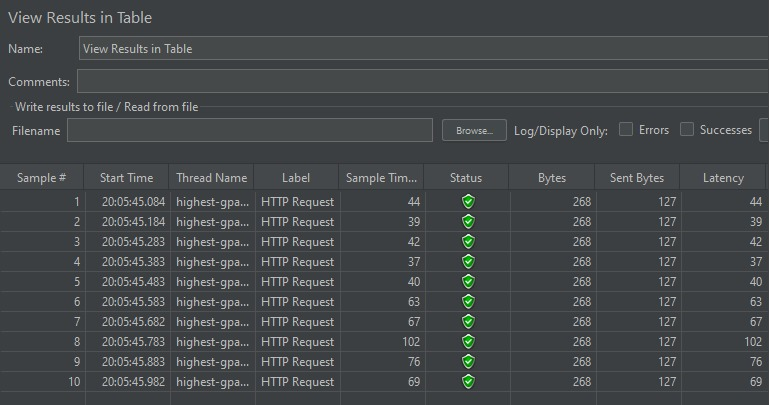 View Results in Table
Name: View Results in Table
Comments:
Write results to file / Read from file
Filename Browse... Log/Display Only: Errors Successes
Sample # Start Time Thread Name Label Sample Tim... Status Bytes Sent Bytes Latency
1 20:05:45.084 highest-gpa... HTTP Request 44 268 127 44
2 20:05:45.184 highest-gpa... HTTP Request 39 268 127 39
3 20:05:45.283 highest-gpa... HTTP Request 42 268 127 42
4 20:05:45.383 highest-gpa... HTTP Request 37 268 127 37
5 20:05:45.483 highest-gpa... HTTP Request 40 268 127 40
6 20:05:45.583 highest-gpa... HTTP Request 63 268 127 63
7 20:05:45.682 highest-gpa... HTTP Request 67 268 127 67
8 20:05:45.783 highest-gpa... HTTP Request 102 268 127 102
9 20:05:45.883 highest-gpa... HTTP Request 76 268 127 76
10 20:05:45.982 highest-gpa... HTTP Request 69 268 127 69